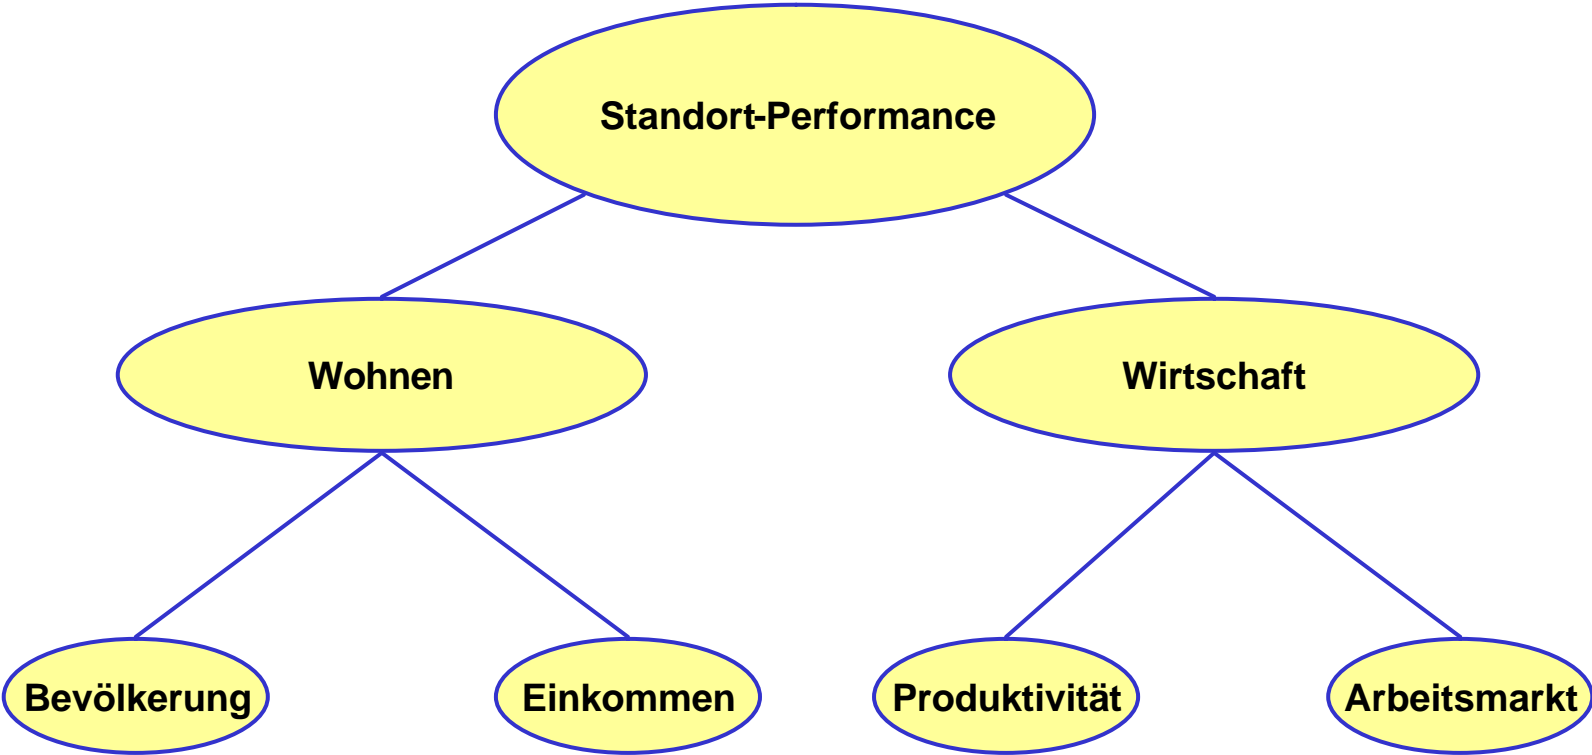 Standort-Performance
Wohnen
Wirtschaft
Bevölkerung
Einkommen
Produktivität
Arbeitsmarkt